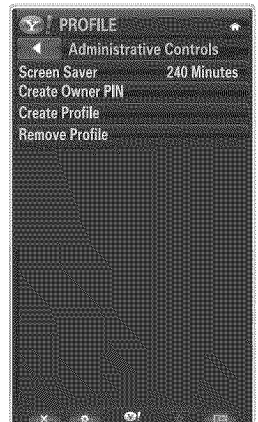 Y! PROFILE
Administrative Controls
Screen Saver 240 Minutes
Create Owner PIN
Create Profile
Remove Profile
Y!